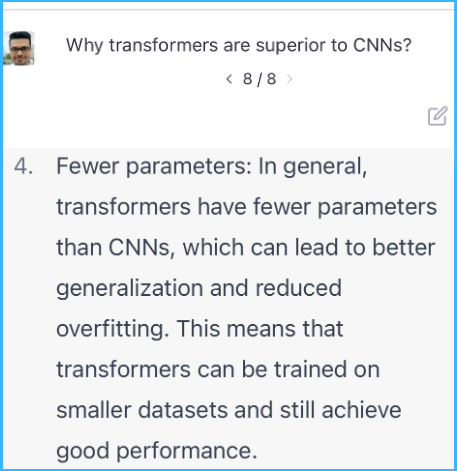 Why transformers are superior to CNNs?
< 8 / 8 >
4. Fewer parameters: In general,
transformers have fewer parameters
than CNNs, which can lead to better
generalization and reduced
overfitting. This means that
transformers can be trained on
smaller datasets and still achieve
good performance.